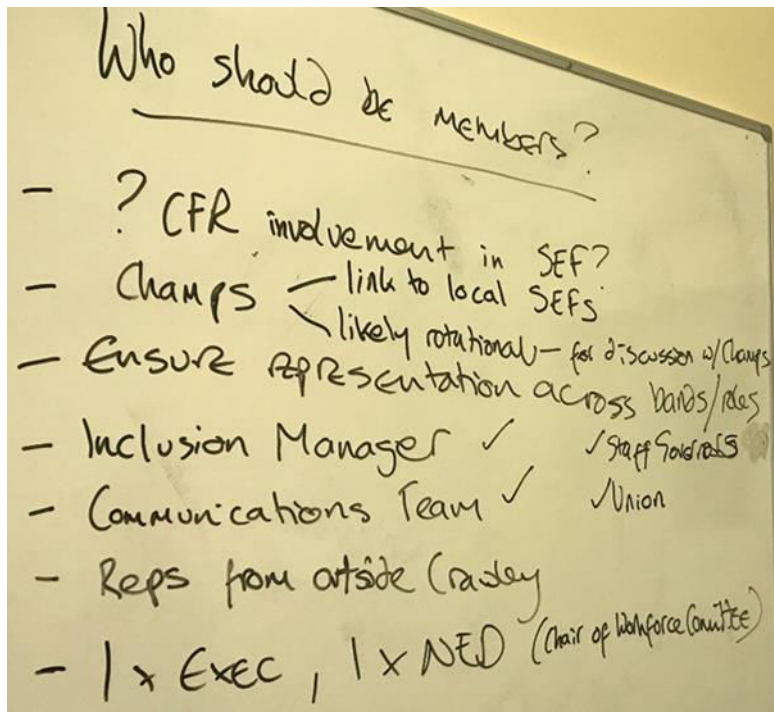 Who should be members?
- ? CFR involvement in SEF?
- Champs - link to local SEFs
likely rotational - for discussion w/ Champs
- Ensure representation across bands/roles
- Inclusion Manager ✓ ✓ Staff Governors
- Communications Team ✓ ✓ Union
- Reps from outside Crawley
- 1 x Exec, 1 x NED (Chair of Workforce Committee)